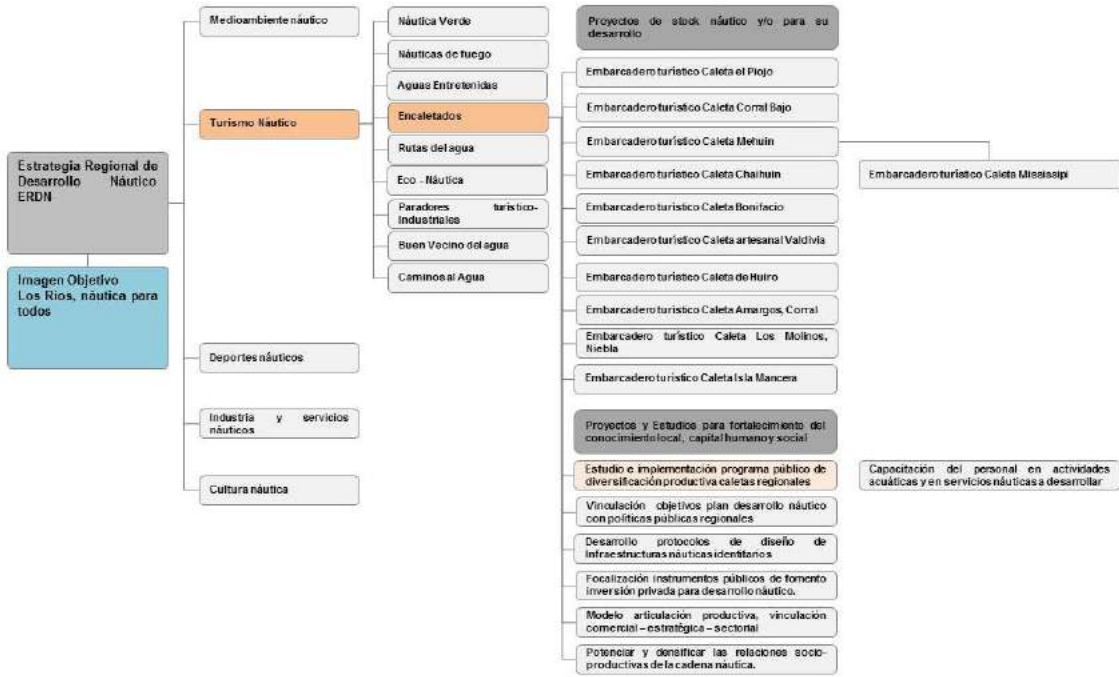 Estrategia Regional de
Desarrollo Náutico
ERDN
Imagen Objetivo
Los Rios, náutica para
todos
Medioambiente náutico
Turismo Náutico
Deportes náuticos
Industria y servicios
náuticos
Cultura náutica
Náutica Verde
Náuticas de fuego
Aguas Entretenidas
Encaletados
Rutas del agua
Eco - Náutica
Paradores turístico-
Industriales
Buen Vecino del agua
Caminos al Agua
Proyectos de stock náutico y/o para su
desarrollo
Embarcadero turístico Caleta el Piojo
Embarcadero turístico Caleta Corral Bajo
Embarcadero turístico Caleta Mehuin
Embarcadero turístico Caleta Chaihuin
Embarcadero turístico Caleta Bonifacio
Embarcadero turístico Caleta artesanal Valdivia
Embarcadero turístico Caleta de Huiro
Embarcadero turístico Caleta Amargos, Corral
Embarcadero turístico Caleta Los Molinos,
Niebla
Embarcadero turístico Caleta Isla Mancera
Embarcadero turístico Caleta Mississipi
Proyectos y Estudios para fortalecimiento del
conocimiento local, capital humano y social
Estudio e implementación programa público de
diversificación productiva caletas regionales
Capacitación del personal en actividades
acuáticas y en servicios náuticas a desarrollar
Vinculación objetivos plan desarrollo náutico
con políticas públicas regionales
Desarrollo protocolos de diseño de
Infraestructuras náuticas identitarios
Focalización instrumentos públicos de fomento
inversión privada para desarrollo náutico.
Modelo articulación productiva, vinculación
comercial – estratégica – sectorial
Potenciar y densificar las relaciones socio-
productivas de la cadena náutica.